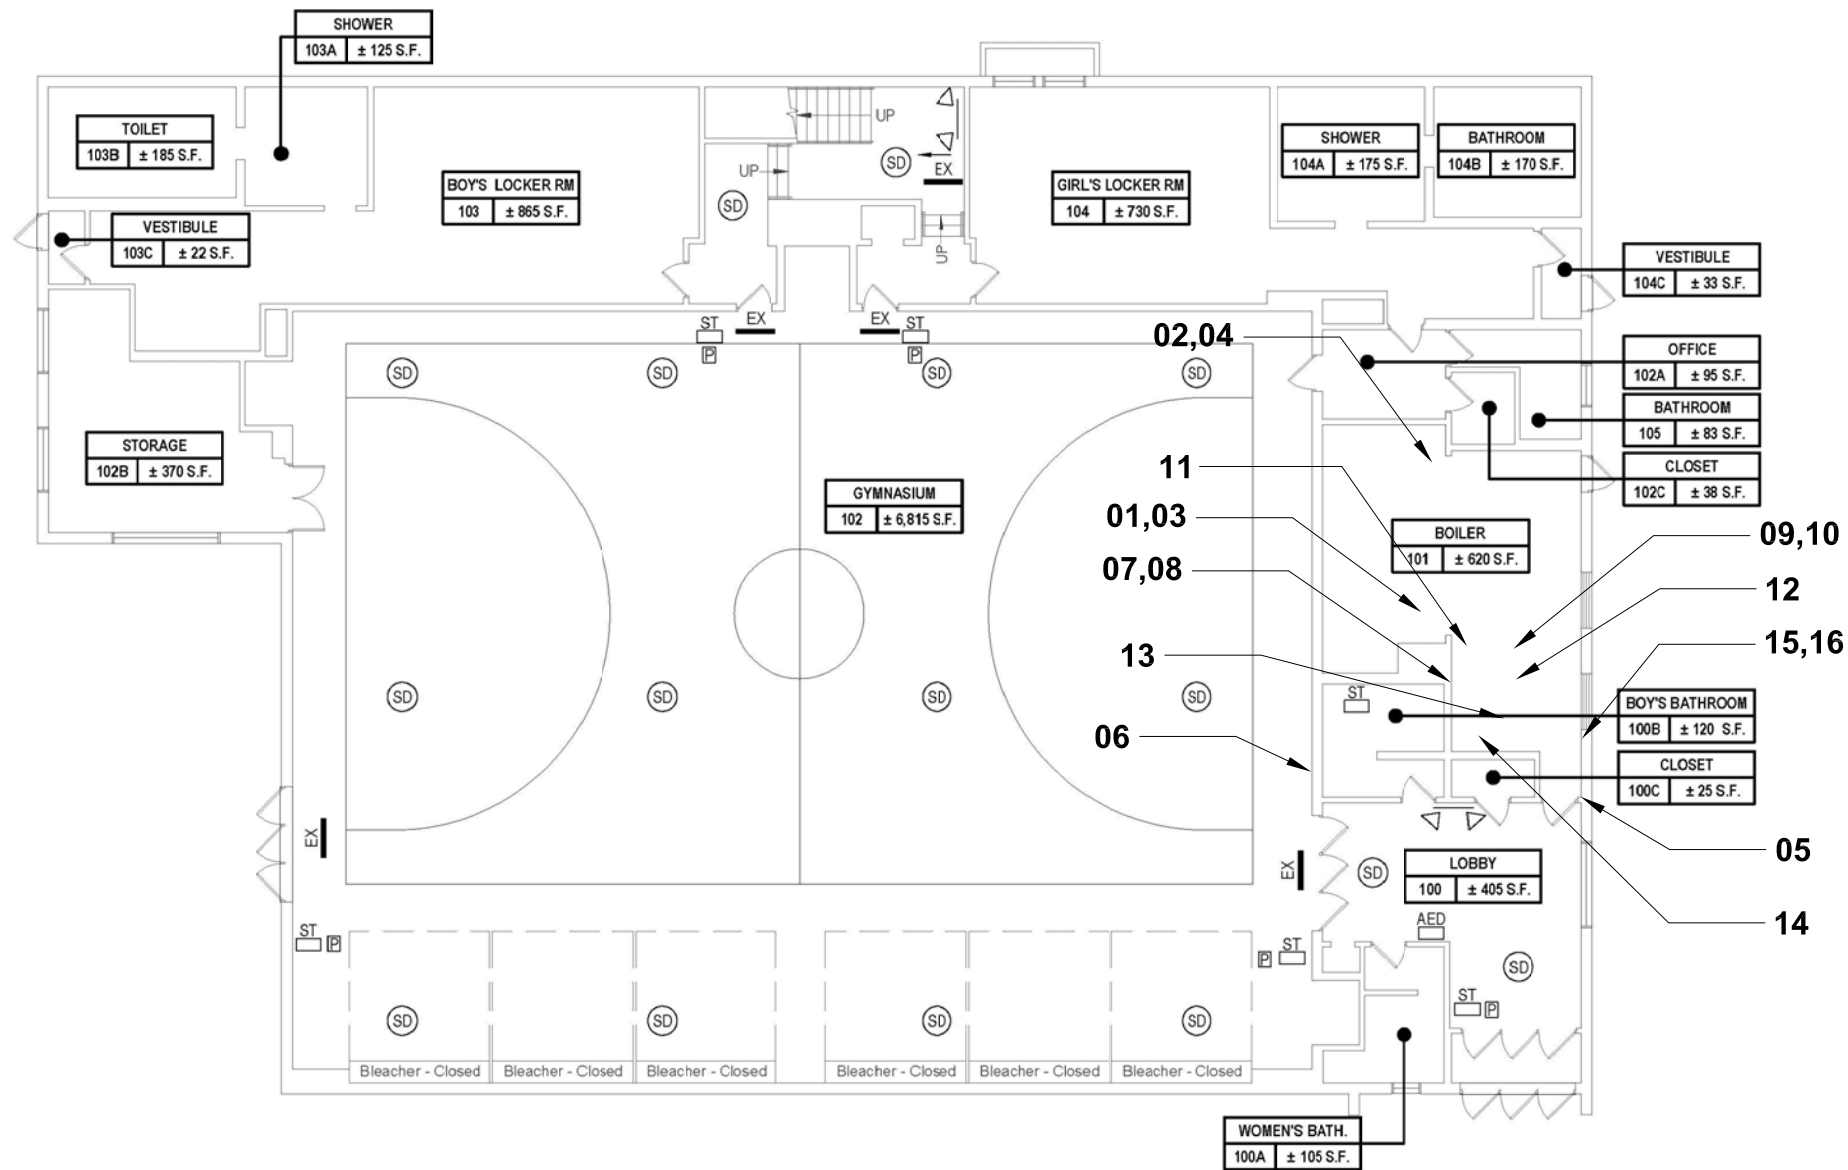 SHOWER
103A ± 125 S.F.
TOILET
103B ± 185 S.F.
UP
SHOWER
104A ± 175 S.F.
BATHROOM
104B ± 170 S.F.
SD
EX
UP
BOY'S LOCKER RM
103 ± 865 S.F.
GIRL'S LOCKER RM
104 ± 730 S.F.
SD
VESTIBULE
103C ± 22 S.F.
UP
VESTIBULE
104C ± 33 S.F.
ST
EX
EX
ST
P
P
02,04
OFFICE
102A ± 95 S.F.
SD
SD
SD
SD
BATHROOM
105 ± 83 S.F.
STORAGE
102B ± 370 S.F.
11
CLOSET
102C ± 38 S.F.
GYMNASIUM
102 ± 6,815 S.F.
01,03
BOILER
101 ± 620 S.F.
09,10
07,08
12
15,16
13
SD
SD
SD
SD
ST
BOY'S BATHROOM
100B ± 120 S.F.
06
CLOSET
100C ± 25 S.F.
EX
05
LOBBY
100 ± 405 S.F.
EX
SD
AED
14
ST
P
ST
P
SD
ST
P
SD
SD
SD
SD
Bleacher - Closed
Bleacher - Closed
Bleacher - Closed
Bleacher - Closed
Bleacher - Closed
Bleacher - Closed
WOMEN'S BATH.
100A ± 105 S.F.